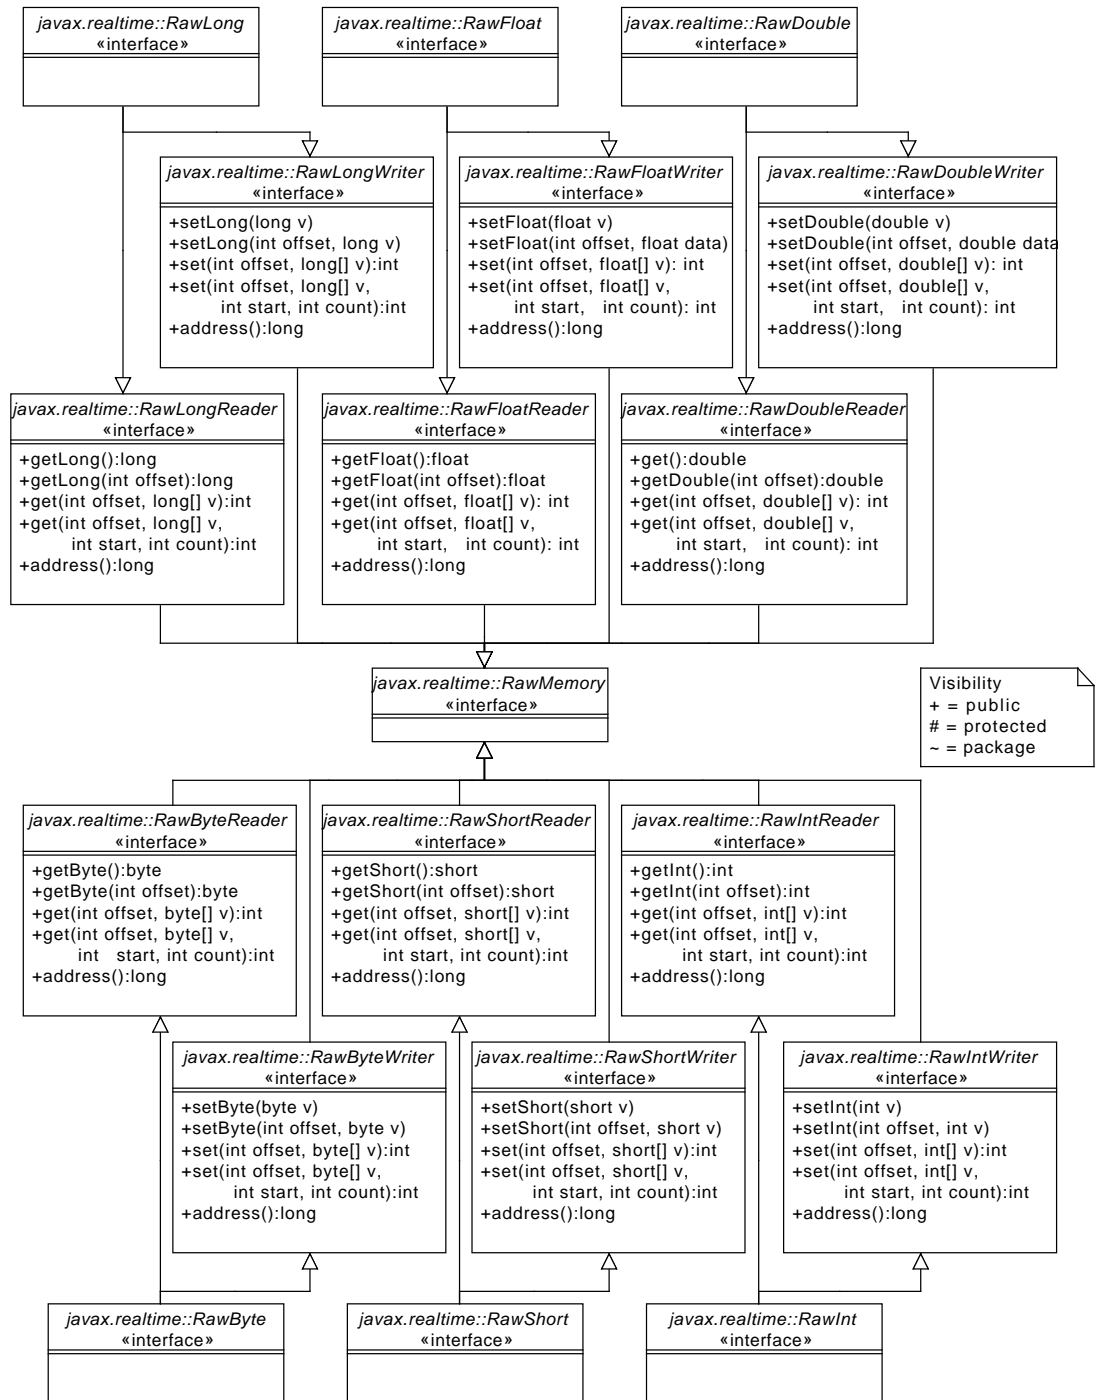 javax.realtime::RawLong
«interface»
javax.realtime::RawFloat
«interface»
javax.realtime::RawDouble
«interface»
javax.realtime::RawLongWriter
«interface»
+setLong(long v)
+setLong(int offset, long v)
+set(int offset, long[] v):int
+set(int offset, long[] v,
int start, int count):int
+address():long
javax.realtime::RawFloatWriter
«interface»
+setFloat(float v)
+setFloat(int offset, float data)
+set(int offset, float[] v): int
+set(int offset, float[] v,
int start, int count): int
+address():long
javax.realtime::RawDoubleWriter
«interface»
+setDouble(double v)
+setDouble(int offset, double data
+set(int offset, double[] v): int
+set(int offset, double[] v,
int start, int count): int
+address():long
javax.realtime::RawLongReader
«interface»
+getLong():long
+getLong(int offset):long
+get(int offset, long[] v):int
+get(int offset, long[] v,
int start, int count):int
+address():long
javax.realtime::RawFloatReader
«interface»
+getFloat():float
+getFloat(int offset):float
+get(int offset, float[] v): int
+get(int offset, float[] v,
int start, int count): int
+address():long
javax.realtime::RawDoubleReader
«interface»
+get():double
+getDouble(int offset):double
+get(int offset, double[] v): int
+get(int offset, double[] v,
int start, int count): int
+address():long
javax.realtime::RawMemory
«interface»
Visibility
+ = public
# = protected
~ = package
javax.realtime::RawByteReader
«interface»
+getByte():byte
+getByte(int offset):byte
+get(int offset, byte[] v):int
+get(int offset, byte[] v,
int start, int count):int
+address():long
javax.realtime::RawShortReader
«interface»
+getShort():short
+getShort(int offset):short
+get(int offset, short[] v):int
+get(int offset, short[] v,
int start, int count):int
+address():long
javax.realtime::RawIntReader
«interface»
+getInt():int
+getInt(int offset):int
+get(int offset, int[] v):int
+get(int offset, int[] v,
int start, int count):int
+address():long
javax.realtime::RawByteWriter
«interface»
+setByte(byte v)
+setByte(int offset, byte v)
+set(int offset, byte[] v):int
+set(int offset, byte[] v,
int start, int count):int
+address():long
javax.realtime::RawShortWriter
«interface»
+setShort(short v)
+setShort(int offset, short v)
+set(int offset, short[] v):int
+set(int offset, short[] v,
int start, int count):int
+address():long
javax.realtime::RawIntWriter
«interface»
+setInt(int v)
+setInt(int offset, int v)
+set(int offset, int[] v):int
+set(int offset, int[] v,
int start, int count):int
+address():long
javax.realtime::RawByte
«interface»
javax.realtime::RawShort
«interface»
javax.realtime::RawInt
«interface»